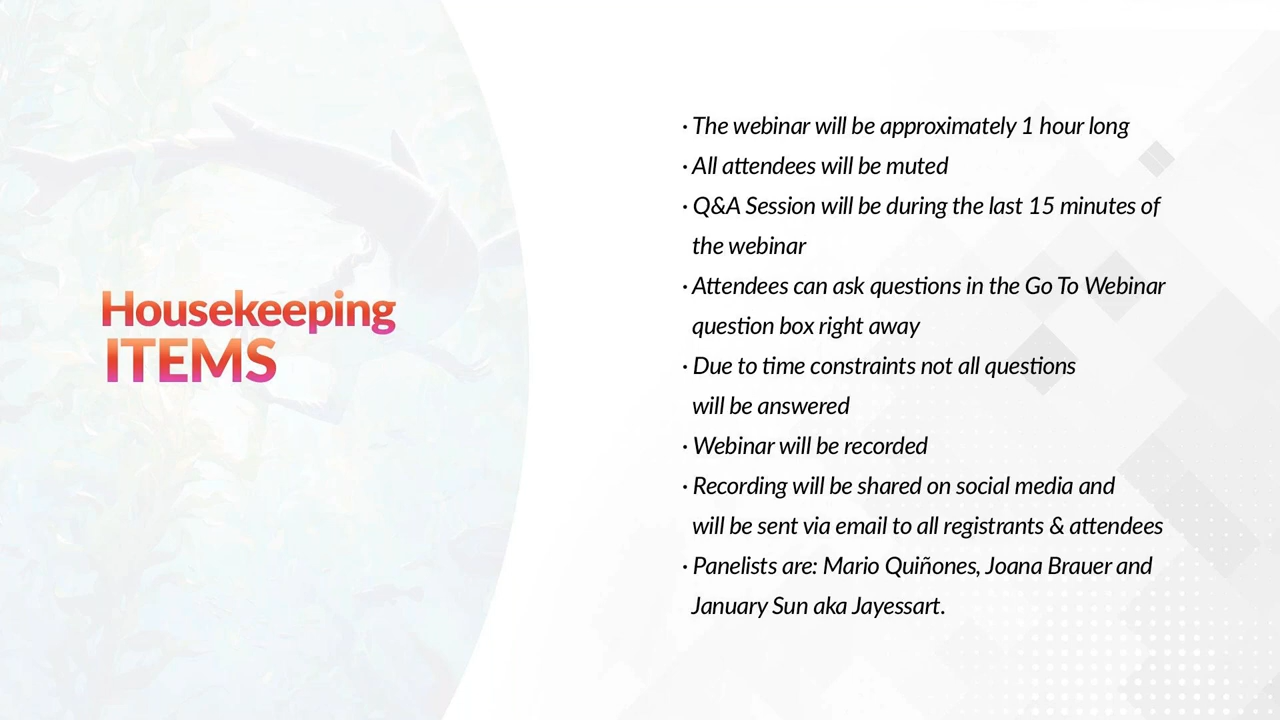 Housekeeping
ITEMS
· The webinar will be approximately 1 hour long
· All attendees will be muted
· Q&A Session will be during the last 15 minutes of
the webinar
· Attendees can ask questions in the Go To Webinar
question box right away
· Due to time constraints not all questions
will be answered
· Webinar will be recorded
· Recording will be shared on social media and
will be sent via email to all registrants & attendees
· Panelists are: Mario Quiñones, Joana Brauer and
January Sun aka Jayessart.